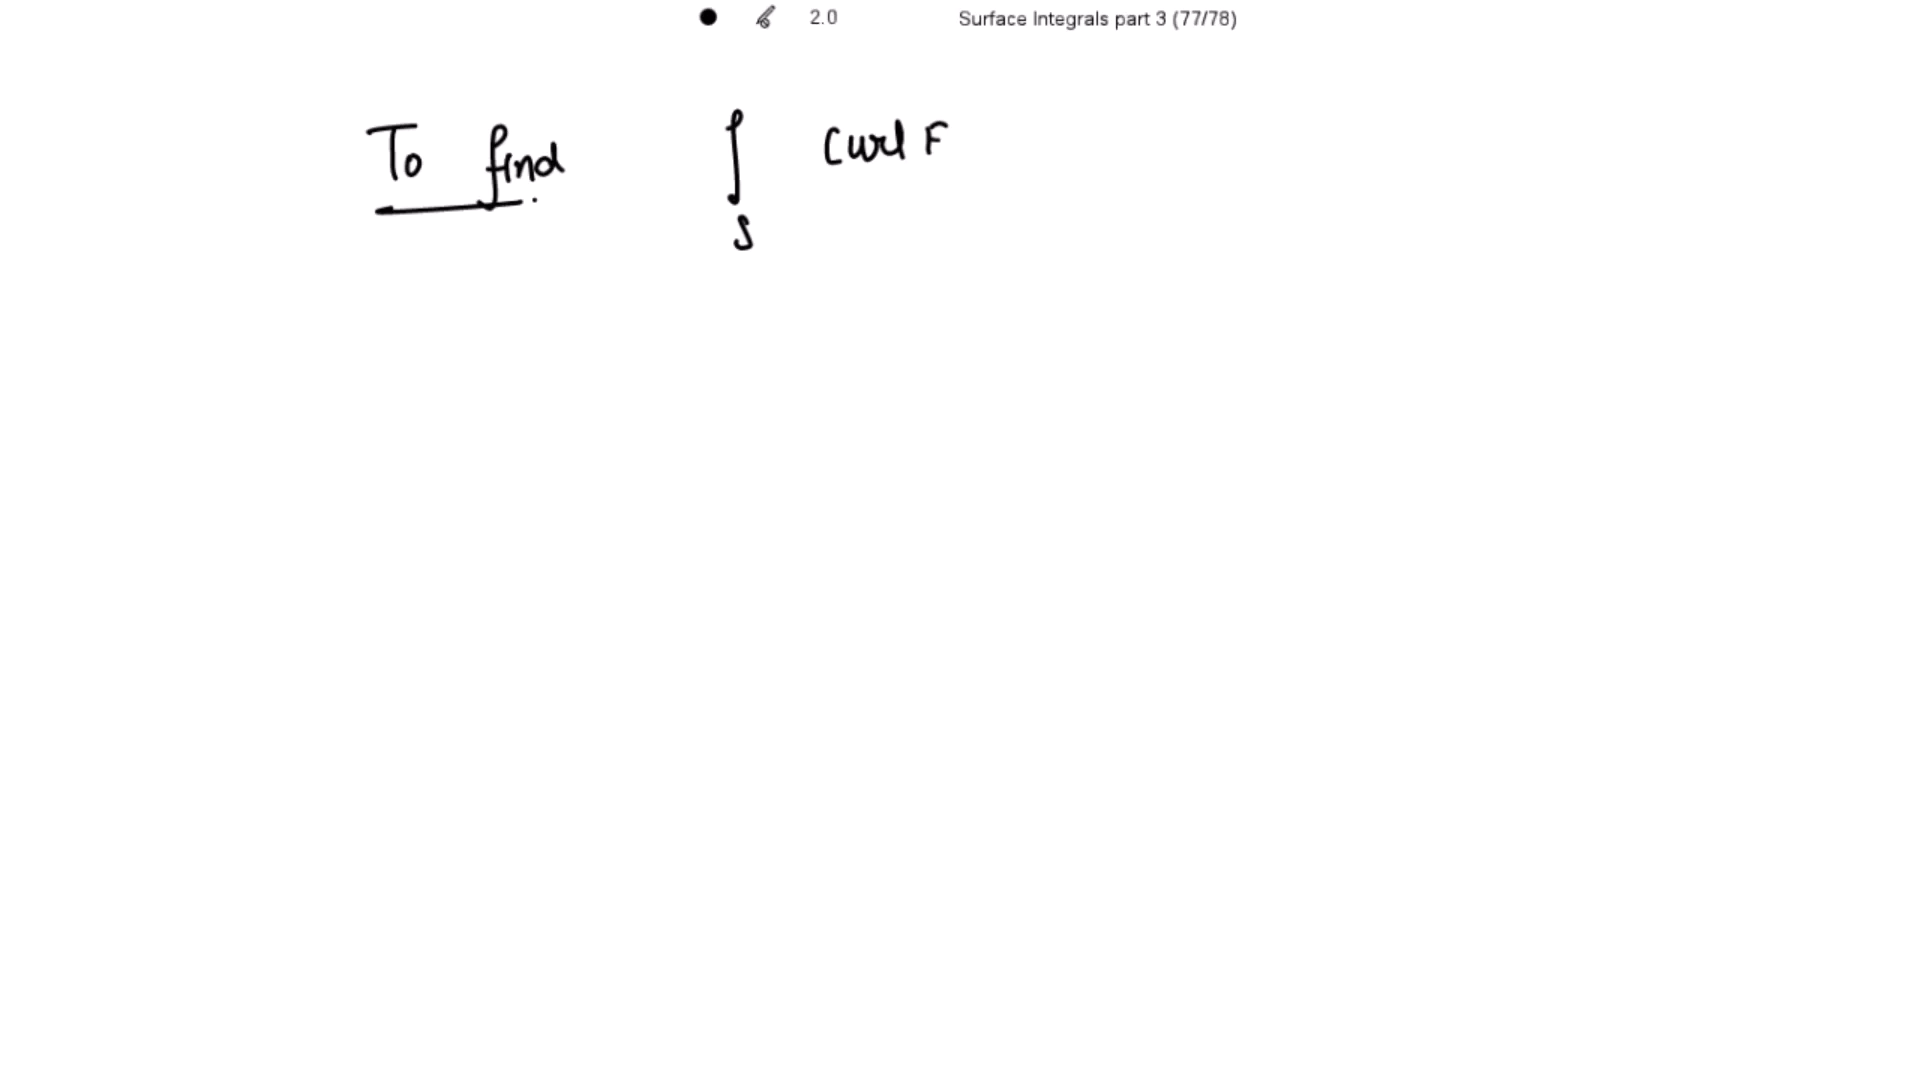 2.0 Surface Integrals part 3 (77/78)
To find ∫ Curl F
S